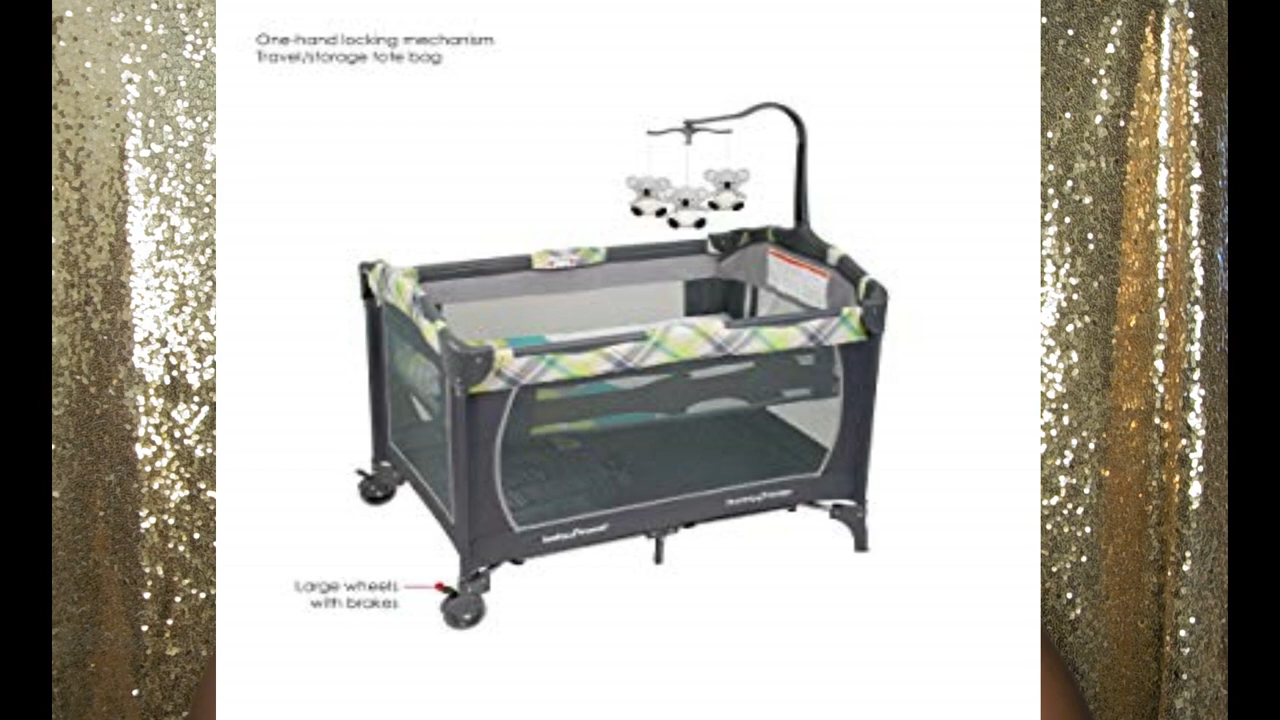 One-hand locking mechanism
Travel/storage tote bag
Large wheels
with brakes